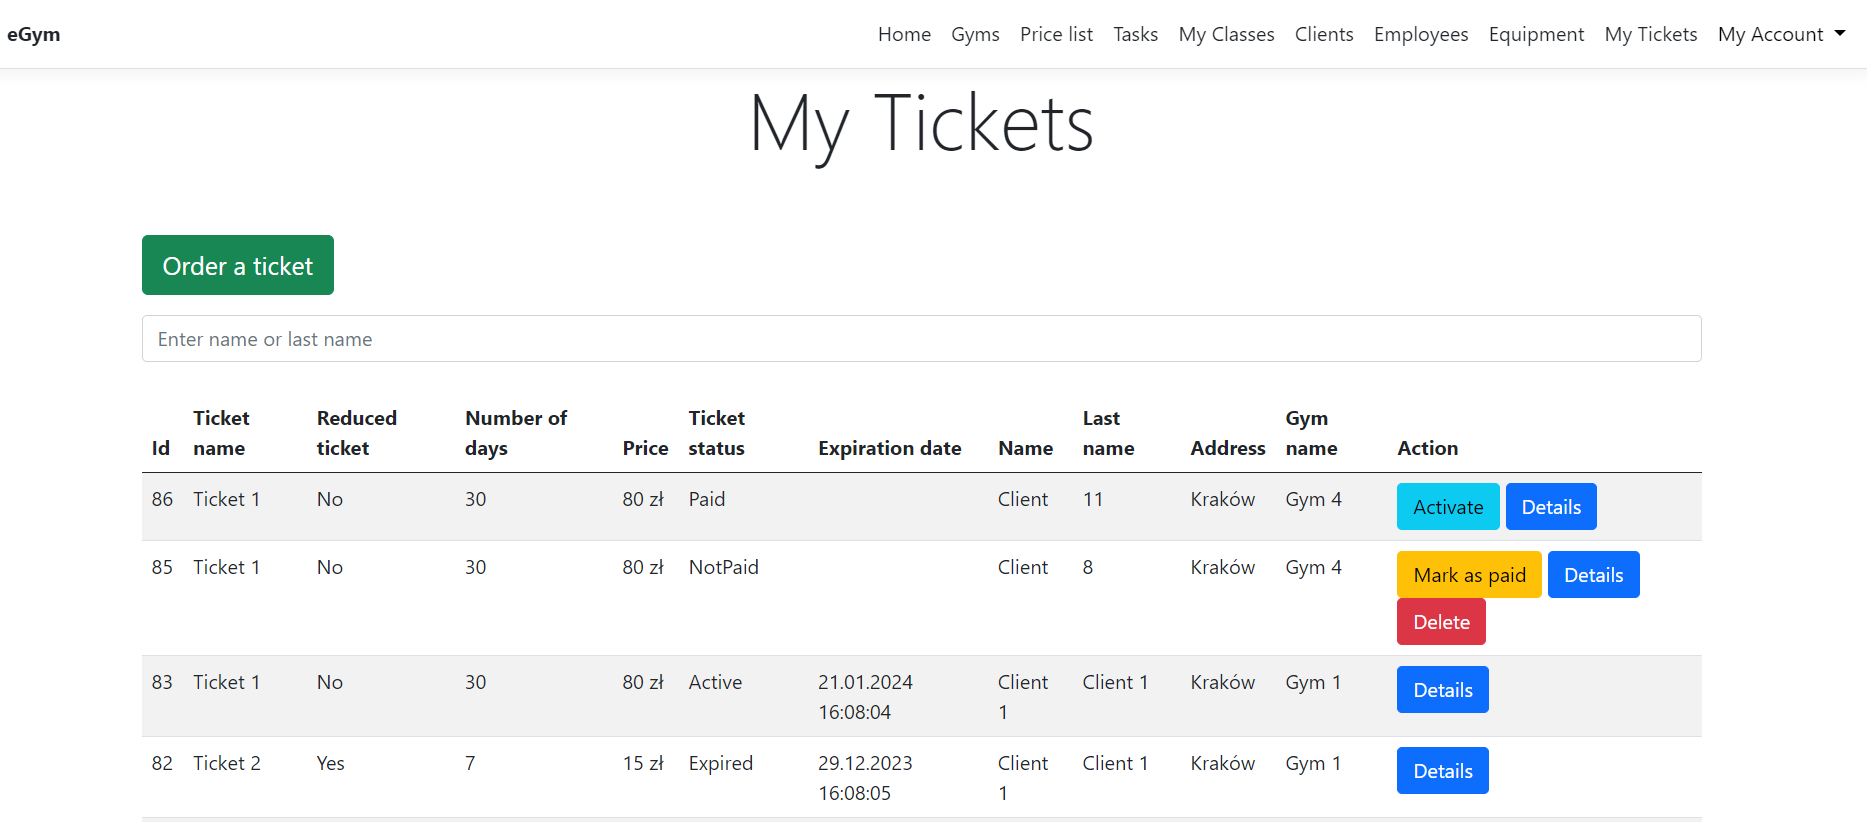 eGym Home Gyms Price list Tasks My Classes Clients Employees Equipment My Tickets My Account
My Tickets
Order a ticket
Enter name or last name
Id Ticket name Reduced ticket Number of days Price Ticket status Expiration date Name Last name Address Gym name Action
86 Ticket 1 No 30 80 zł Paid Client 11 Kraków Gym 4 Activate Details
85 Ticket 1 No 30 80 zł NotPaid Client 8 Kraków Gym 4 Mark as paid Details
Delete
83 Ticket 1 No 30 80 zł Active 21.01.2024 16:08:04 Client 1 Client 1 Kraków Gym 1 Details
82 Ticket 2 Yes 7 15 zł Expired 29.12.2023 16:08:05 Client 1 Client 1 Kraków Gym 1 Details